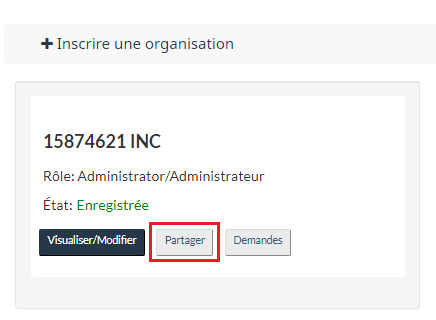 + Inscrire une organisation
15874621 INC
Rôle: Administrator/Administrateur
État: Enregistrée
Visualiser/Modifier Partager Demandes